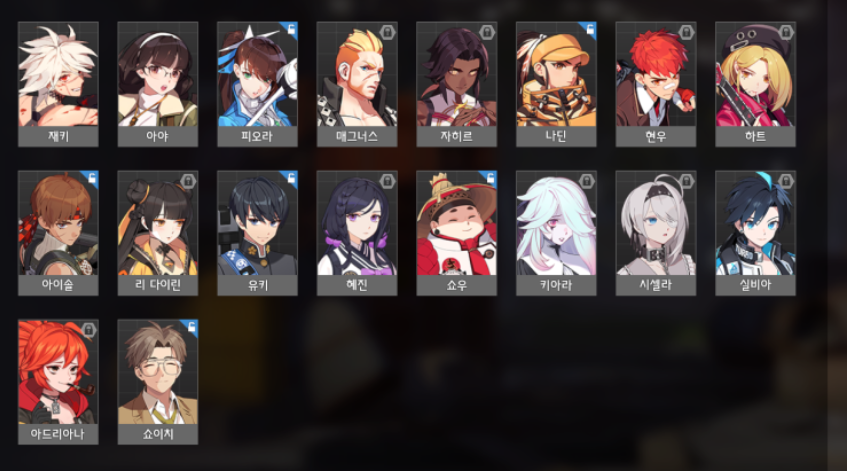 재키
아야
피오라
매그너스
자히르
나딘
현우
하트
아이솔
리 다이린
유키
혜진
쇼우
키아라
시셀라
실비아
아드리아나
쇼이치